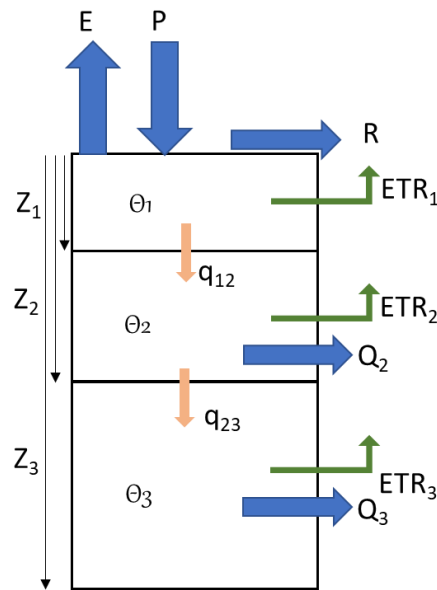 E P
R
Z₁ Θ₁ ETR₁
q₁₂
Z₂ Θ₂ ETR₂
Q₂
q₂₃
Z₃ Θ₃ ETR₃
Q₃